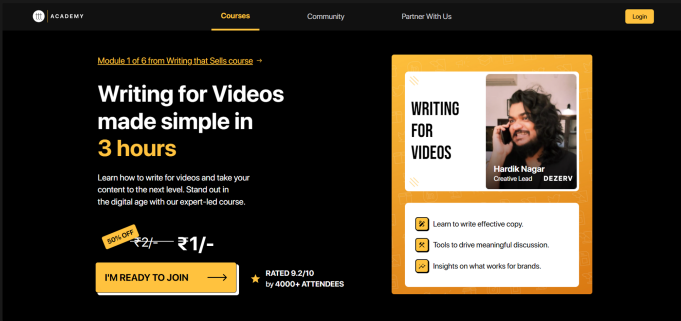 ACADEMY
Courses
Community
Partner With Us
Login
Module 1 of 6 from Writing that Sells course →
Writing for Videos
made simple in
3 hours
Learn how to write for videos and take your
content to the next level. Stand out in
the digital age with our expert-led course.
50% OFF
₹2/-
₹1/-
I'M READY TO JOIN
RATED 9.2/10
by 4000+ ATTENDEES
WRITING
FOR
VIDEOS
Hardik Nagar
Creative Lead
DEZERV
Learn to write effective copy.
Tools to drive meaningful discussion.
Insights on what works for brands.